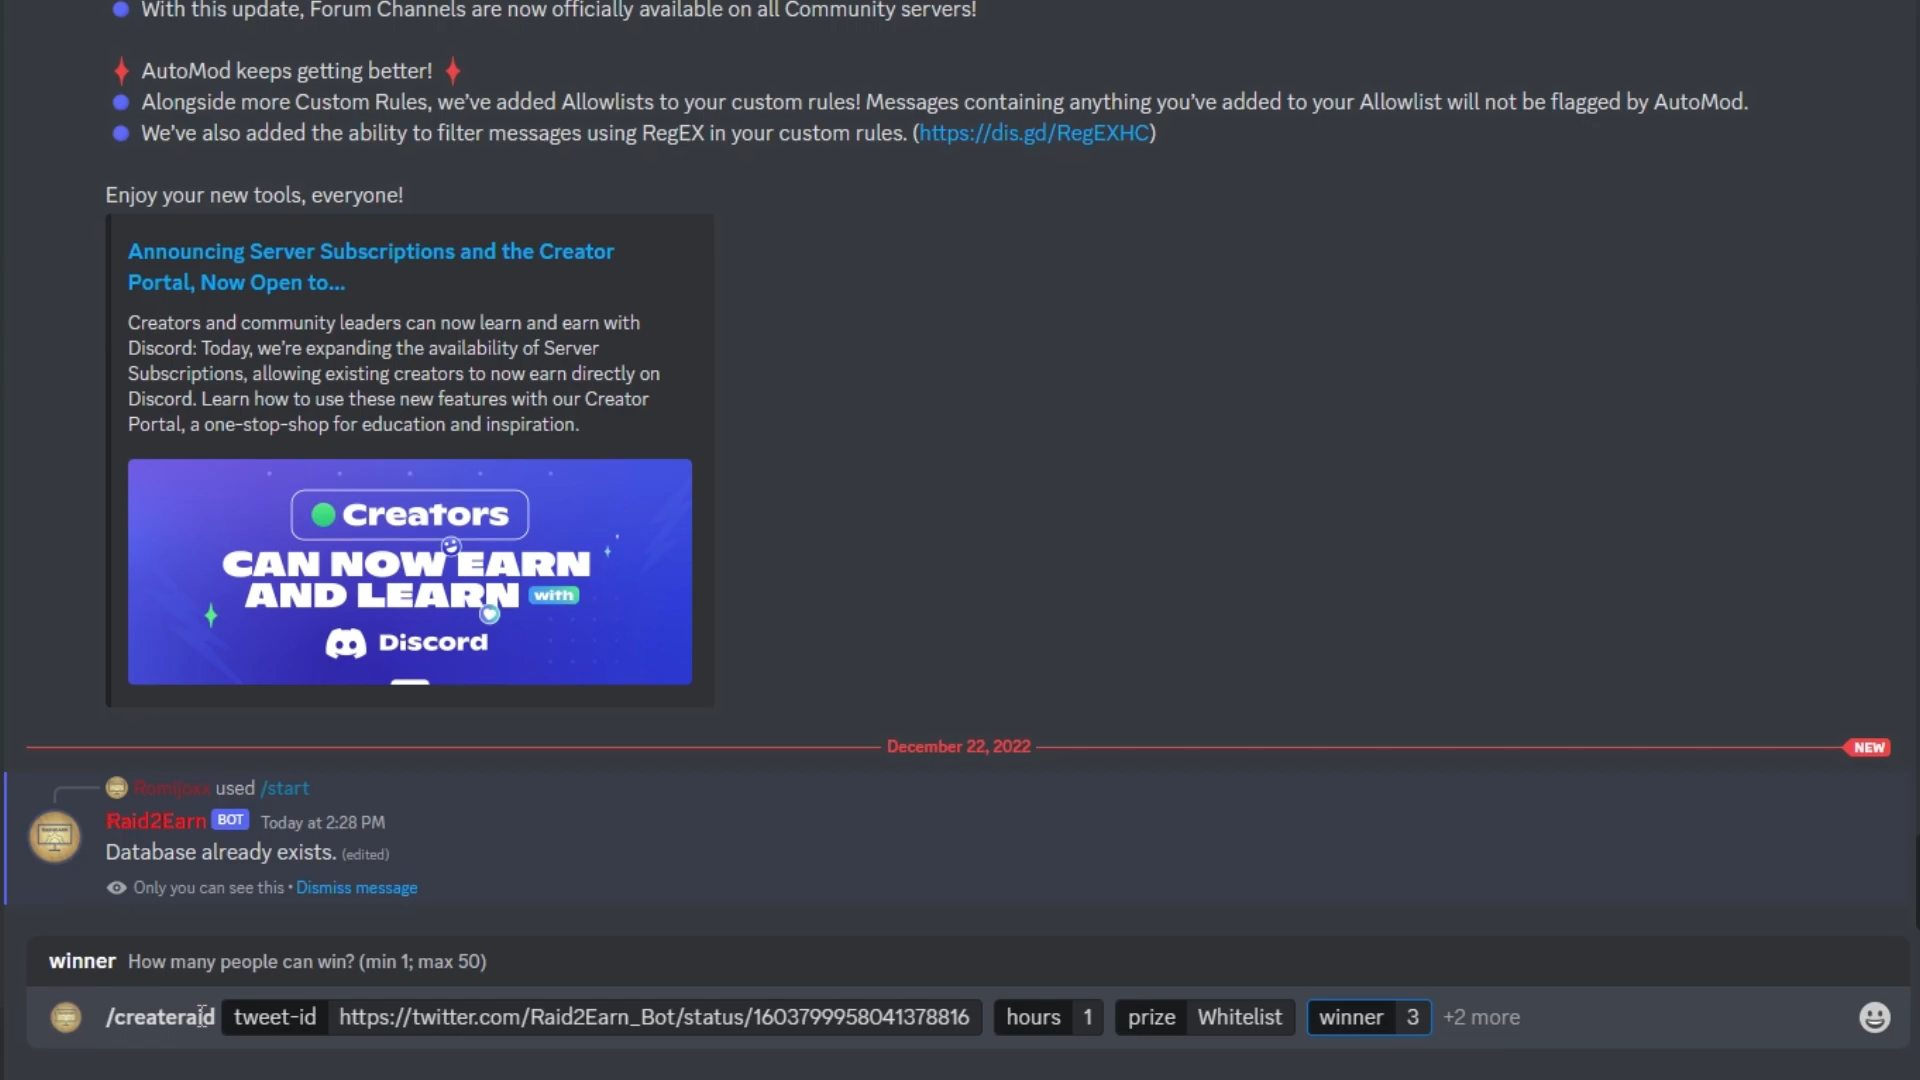 With this update, Forum Channels are now officially available on all Community servers!
AutoMod keeps getting better!
Alongside more Custom Rules, we've added Allowlists to your custom rules! Messages containing anything you've added to your Allowlist will not be flagged by AutoMod.
We've also added the ability to filter messages using RegEX in your custom rules. (https://dis.gd/RegEXHC)
Enjoy your new tools, everyone!
Announcing Server Subscriptions and the Creator
Portal, Now Open to...
Creators and community leaders can now learn and earn with
Discord: Today, we're expanding the availability of Server
Subscriptions, allowing existing creators to now earn directly on
Discord. Learn how to use these new features with our Creator
Portal, a one-stop-shop for education and inspiration.
Creators
CAN NOW EARN
AND LEARN with
Discord
December 22, 2022
NEW
Romijoxx used /start
Raid2Earn BOT Today at 2:28 PM
Database already exists. (edited)
Only you can see this • Dismiss message
winner How many people can win? (min 1; max 50)
/createraid tweet-id https://twitter.com/Raid2Earn_Bot/status/1603799958041378816 hours 1 prize Whitelist winner 3 +2 more